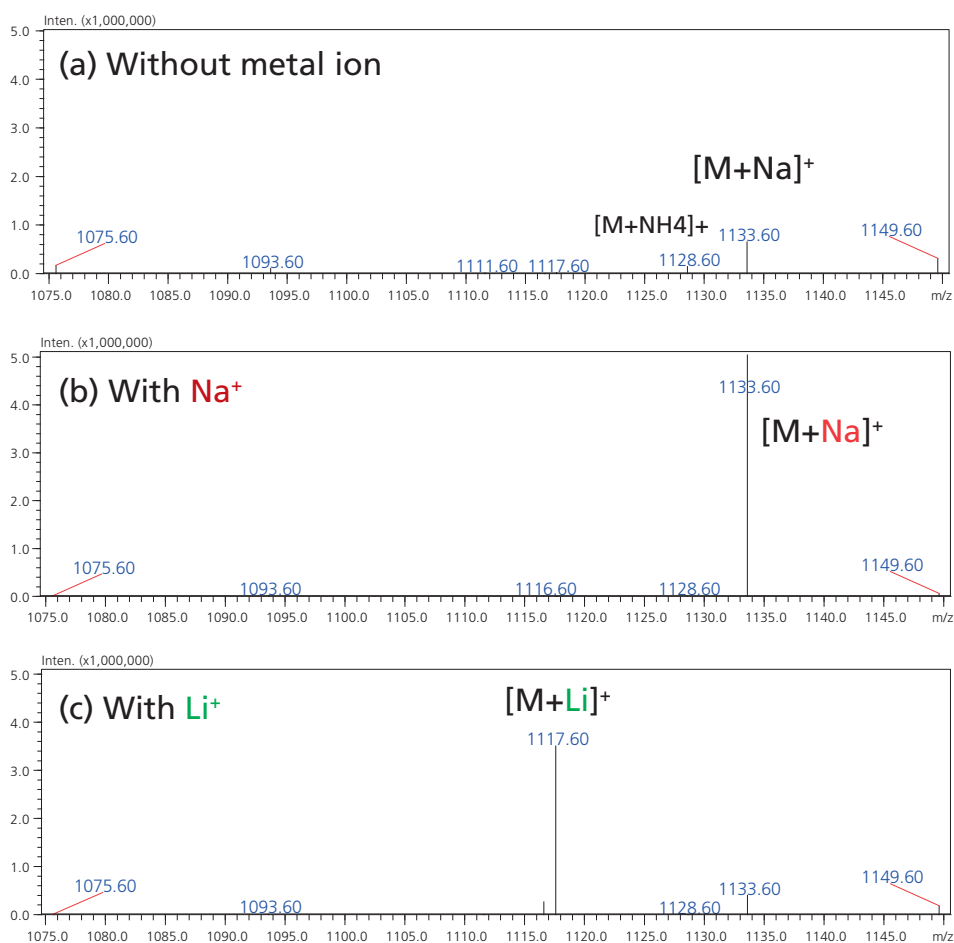 Inten. (x1,000,000)
5.0
(a) Without metal ion
4.0
3.0
[M+Na]⁺
2.0
[M+NH4]+
1.0
1075.60 1133.60 1149.60
1093.60 1111.60 1117.60 1128.60
0.0
1075.0 1080.0 1085.0 1090.0 1095.0 1100.0 1105.0 1110.0 1115.0 1120.0 1125.0 1130.0 1135.0 1140.0 1145.0 m/z
Inten. (x1,000,000)
5.0
(b) With Na⁺ 1133.60
4.0
[M+Na]⁺
3.0
2.0
1.0
1075.60 1149.60
1093.60 1116.60 1128.60
0.0
1075.0 1080.0 1085.0 1090.0 1095.0 1100.0 1105.0 1110.0 1115.0 1120.0 1125.0 1130.0 1135.0 1140.0 1145.0 m/z
Inten. (x1,000,000)
5.0
(c) With Li⁺ [M+Li]⁺
4.0
1117.60
3.0
2.0
1.0
1075.60 1133.60 1149.60
1093.60 1128.60
0.0
1075.0 1080.0 1085.0 1090.0 1095.0 1100.0 1105.0 1110.0 1115.0 1120.0 1125.0 1130.0 1135.0 1140.0 1145.0 m/z